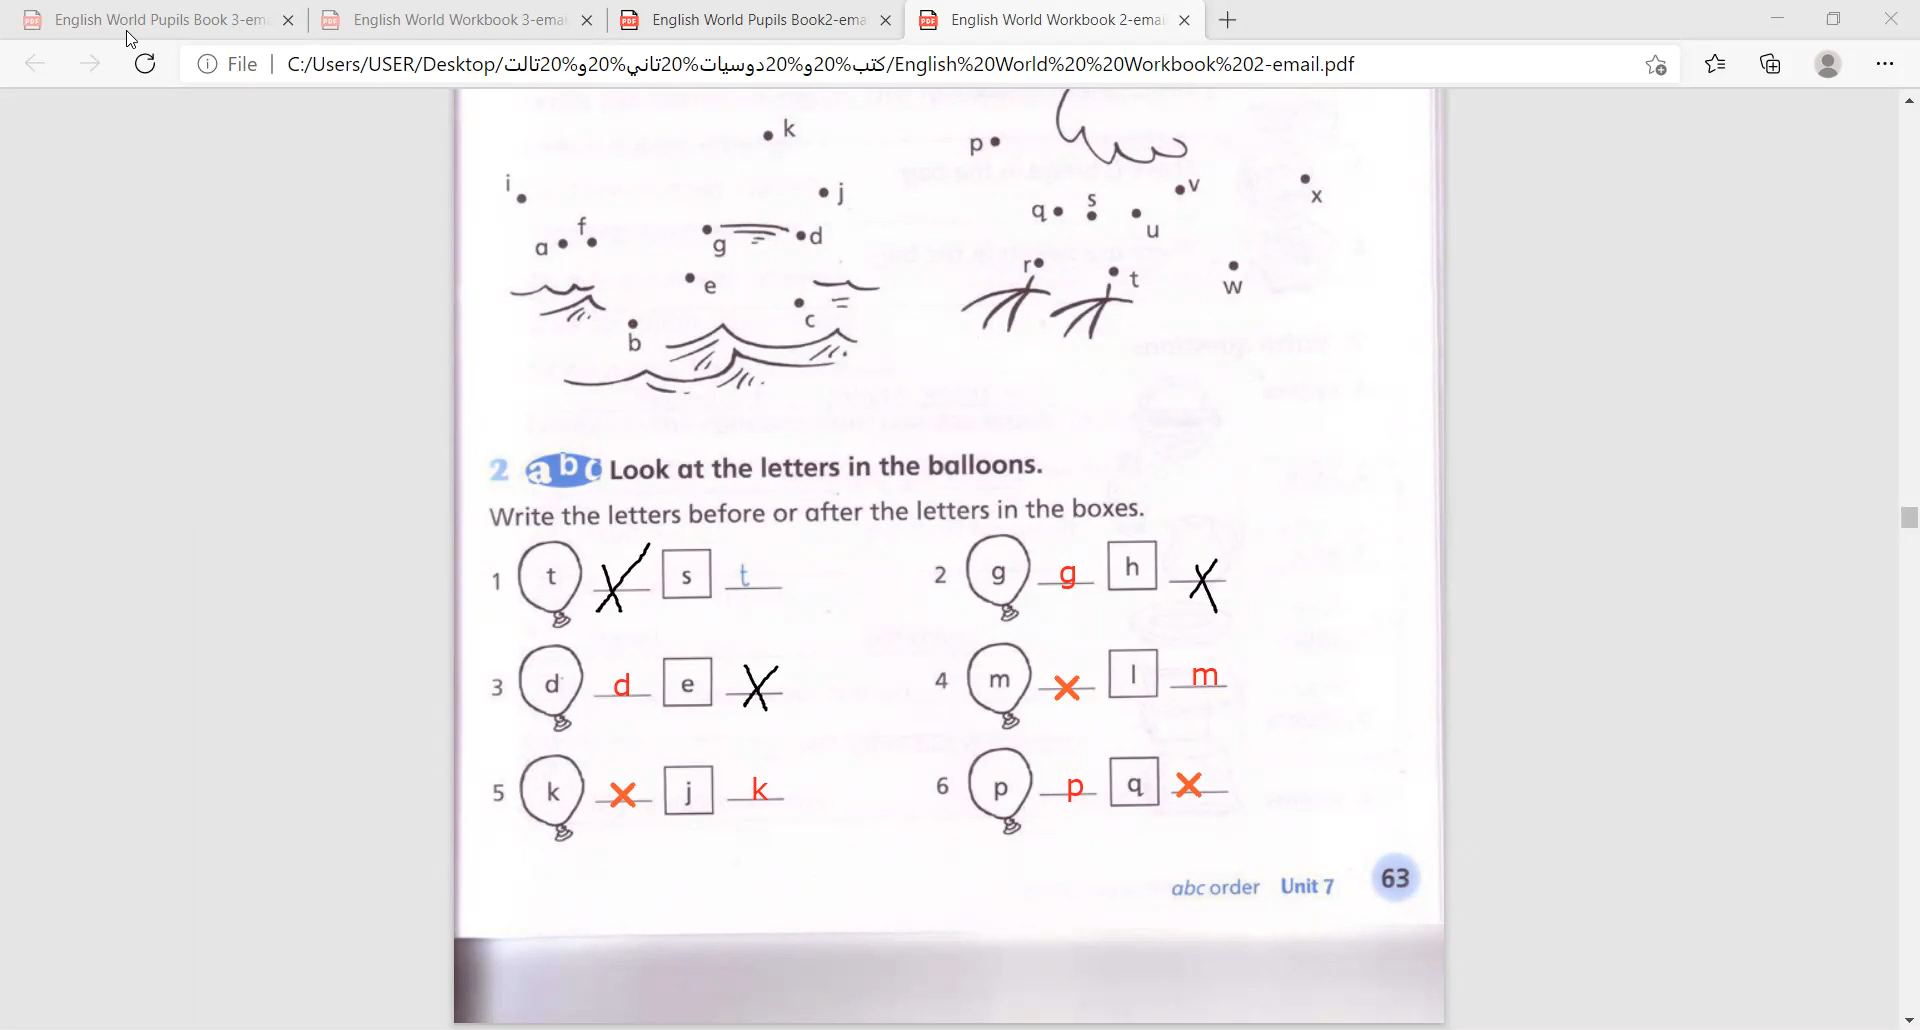 English World Pupils Book 3-ema
English World Workbook 3-emai
English World Pupils Book2-ema
English World Workbook 2-emai
File
C:/Users/USER/Desktop/كتب%20و%20دوسيات%20تاني%20و%20تالت/English%20World%20%20Workbook%202-email.pdf
k
p
i
j
v
x
q
s
a
f
g
d
u
e
r
t
w
c
b
2 abc Look at the letters in the balloons.
Write the letters before or after the letters in the boxes.
1 t s t
2 g g h
3 d d e
4 m l m
5 k j k
6 p p q
abc order Unit 7 63